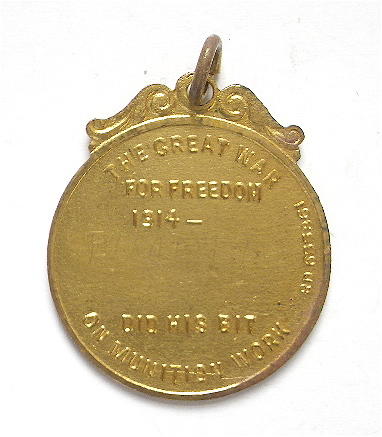 THE GREAT WAR
FOR FREEDOM
1914–
DID HIS BIT
ON MUNITION WORK